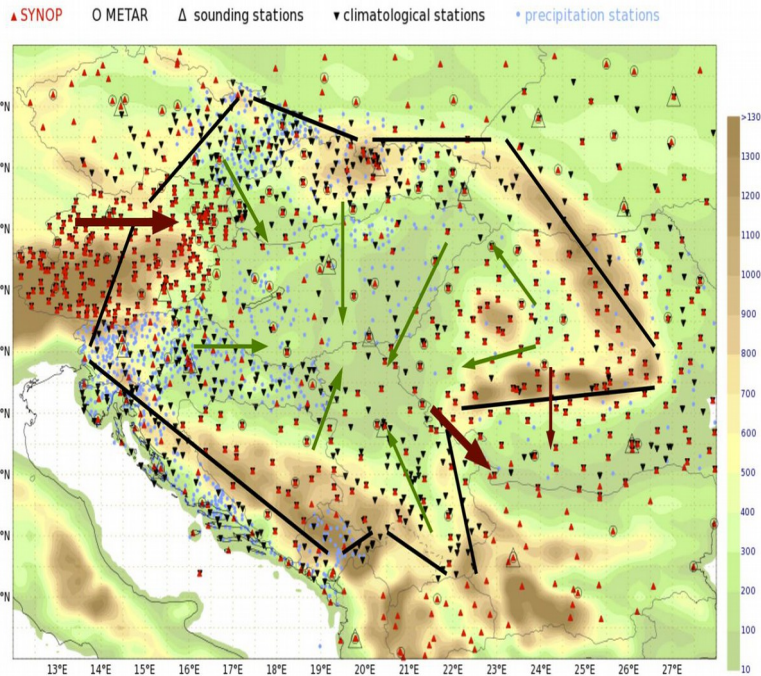 SYNOP METAR sounding stations climatological stations precipitation stations
>130
°N
1300
°N
1200
1100
°N
1000
900
°N
800
°N
700
600
°N
500
°N
400
°N
300
°N
200
100
10
13°E 14°E 15°E 16°E 17°E 18°E 19°E 20°E 21°E 22°E 23°E 24°E 25°E 26°E 27°E